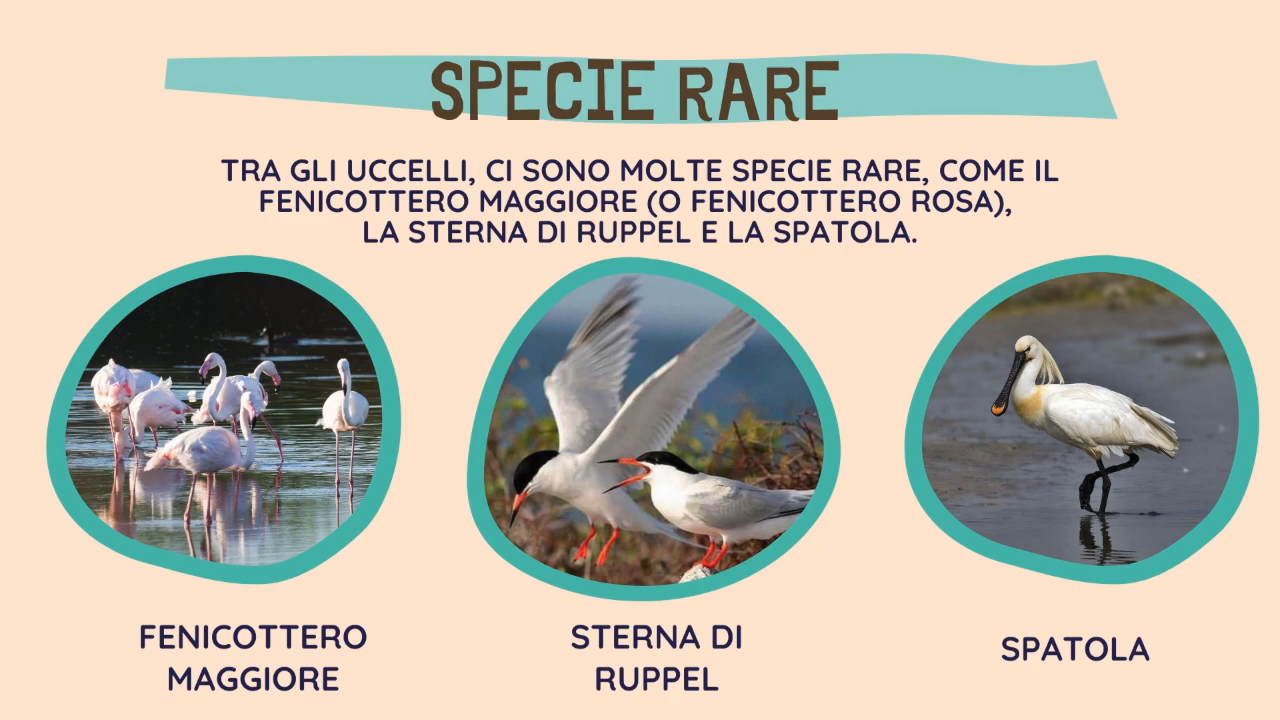 SPECIE RARE
TRA GLI UCCELLI, CI SONO MOLTE SPECIE RARE, COME IL
FENICOTTERO MAGGIORE (O FENICOTTERO ROSA),
LA STERNA DI RUPPEL E LA SPATOLA.
FENICOTTERO
MAGGIORE
STERNA DI
RUPPEL
SPATOLA